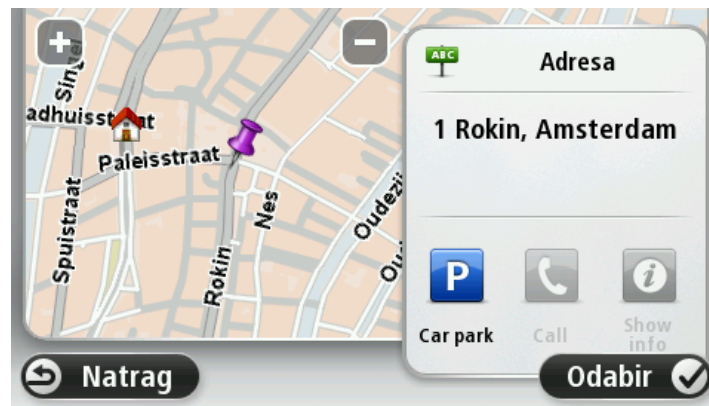 +
−
Singel
adhuisstraat
Paleisstraat
Spuistraat
Rokin
Nes
Oudezij
Ou
ABC
Adresa
1 Rokin, Amsterdam
P
i
Car park
Call
Show
info
Natrag
Odabir